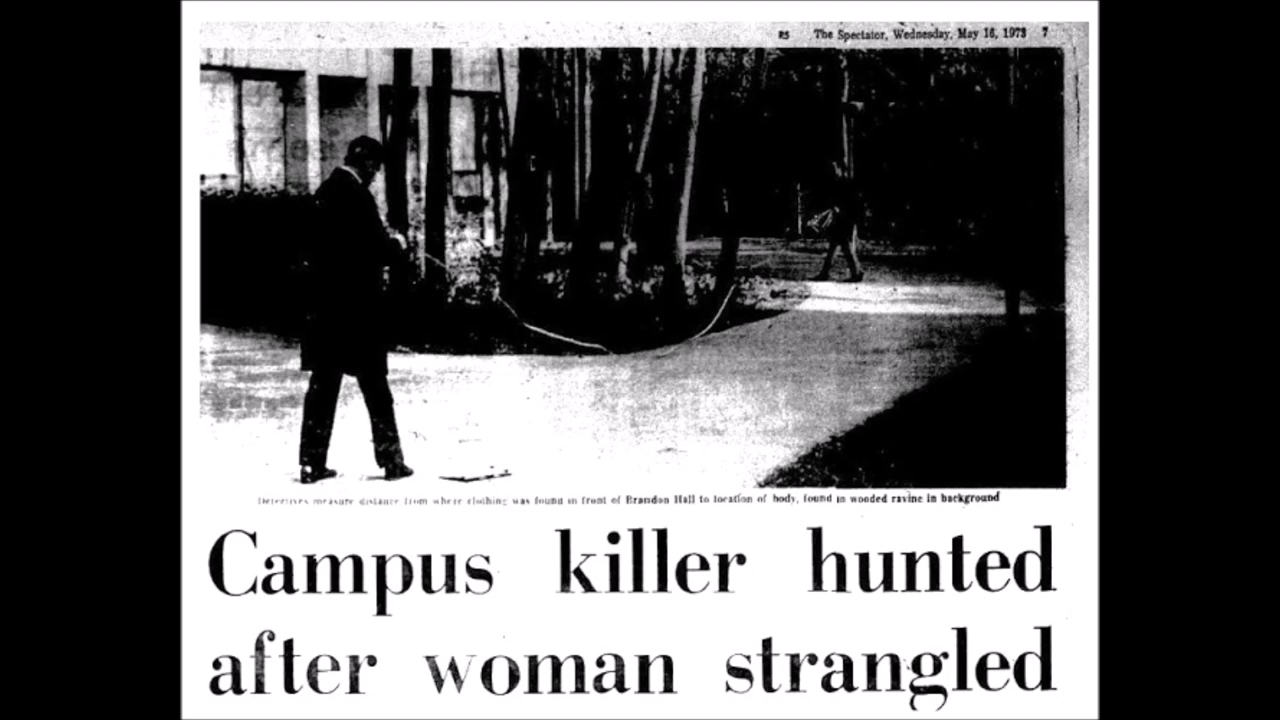 R5 The Spectator, Wednesday, May 16, 1973 7
Detectives measure distance from where clothing was found in front of Brandon Hall to location of body, found in wooded ravine in background
Campus killer hunted
after woman strangled